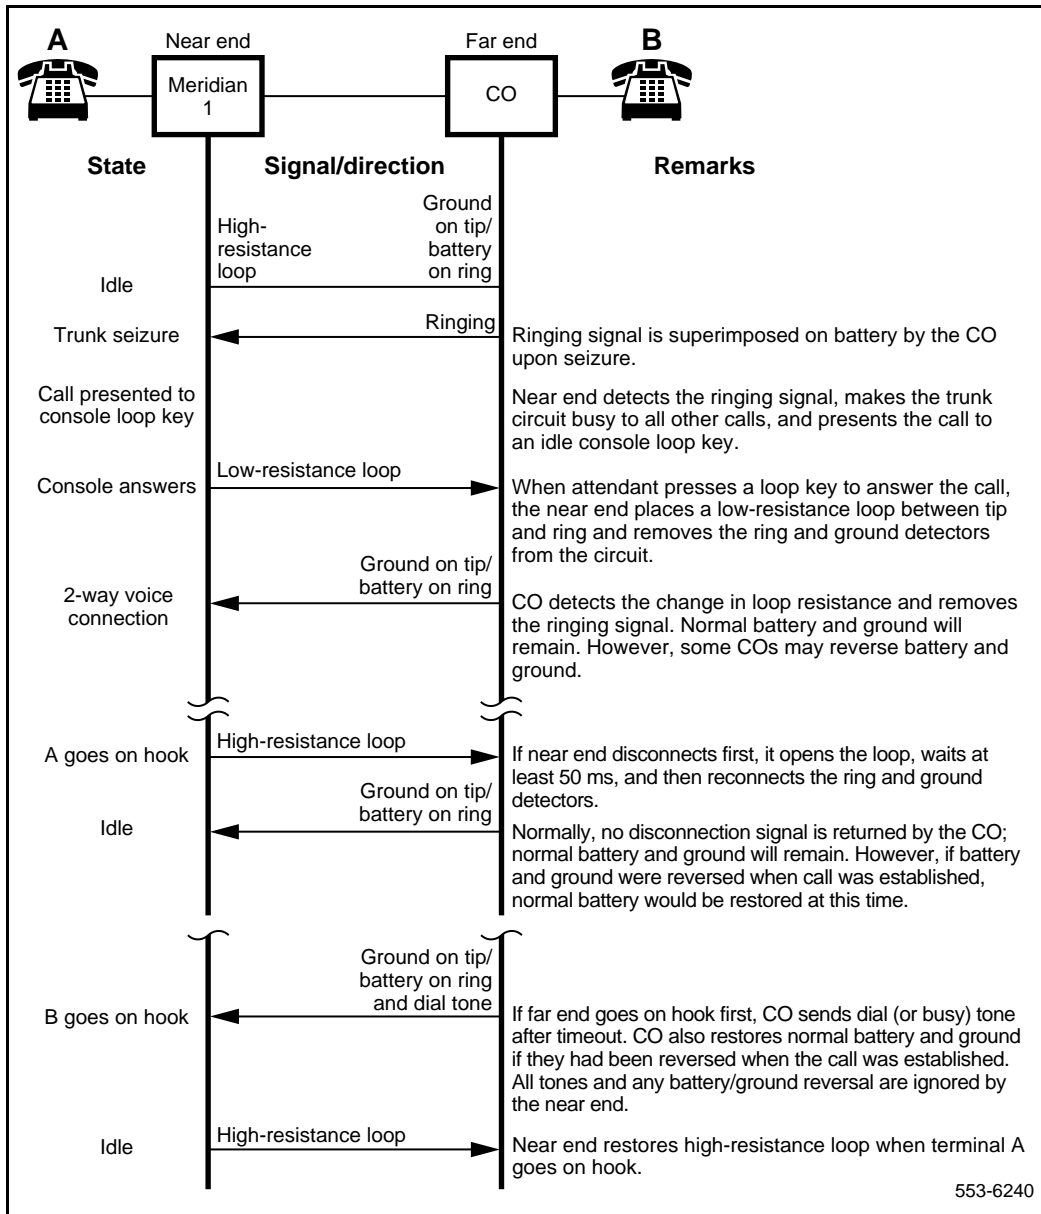 A
Near end
Far end
B
Meridian
1
CO
State
Signal/direction
Remarks
High-
resistance
loop
Ground
on tip/
battery
on ring
Idle
Trunk seizure
Ringing
Ringing signal is superimposed on battery by the CO
upon seizure.
Call presented to
console loop key
Near end detects the ringing signal, makes the trunk
circuit busy to all other calls, and presents the call to
an idle console loop key.
Console answers
Low-resistance loop
When attendant presses a loop key to answer the call,
the near end places a low-resistance loop between tip
and ring and removes the ring and ground detectors
from the circuit.
2-way voice
connection
Ground on tip/
battery on ring
CO detects the change in loop resistance and removes
the ringing signal. Normal battery and ground will
remain. However, some COs may reverse battery and
ground.
A goes on hook
High-resistance loop
If near end disconnects first, it opens the loop, waits at
least 50 ms, and then reconnects the ring and ground
detectors.
Idle
Ground on tip/
battery on ring
Normally, no disconnection signal is returned by the CO;
normal battery and ground will remain. However, if battery
and ground were reversed when call was established,
normal battery would be restored at this time.
B goes on hook
Ground on tip/
battery on ring
and dial tone
If far end goes on hook first, CO sends dial (or busy) tone
after timeout. CO also restores normal battery and ground
if they had been reversed when the call was established.
All tones and any battery/ground reversal are ignored by
the near end.
Idle
High-resistance loop
Near end restores high-resistance loop when terminal A
goes on hook.
553-6240